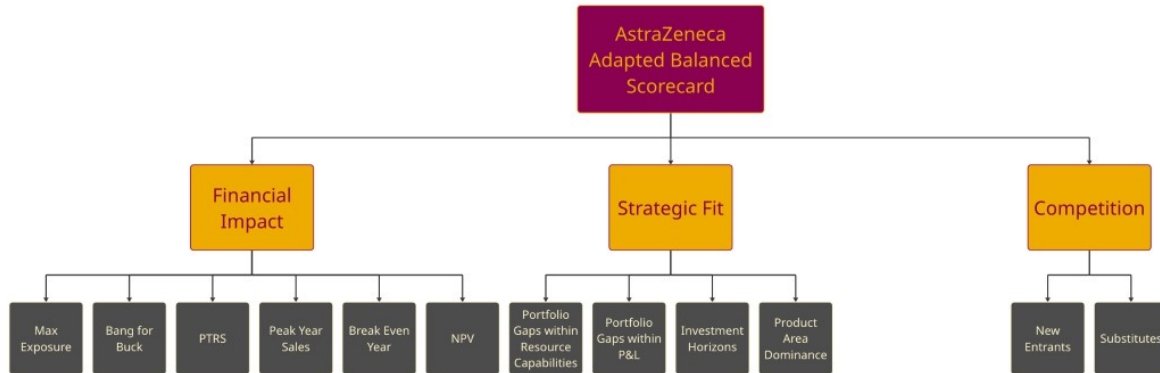 AstraZeneca
Adapted Balanced
Scorecard
Financial
Impact
Strategic Fit
Competition
Max
Exposure
Bang for
Buck
PTRS
Peak Year
Sales
Break Even
Year
NPV
Portfolio
Gaps within
Resource
Capabilities
Portfolio
Gaps within
P&L
Investment
Horizons
Product
Area
Dominance
New
Entrants
Substitutes